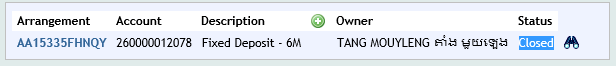 Arrangement Account Description Owner Status
AA15335FHNQY 260000012078 Fixed Deposit - 6M TANG MOUYLENG តាំង មួយឡេង Closed